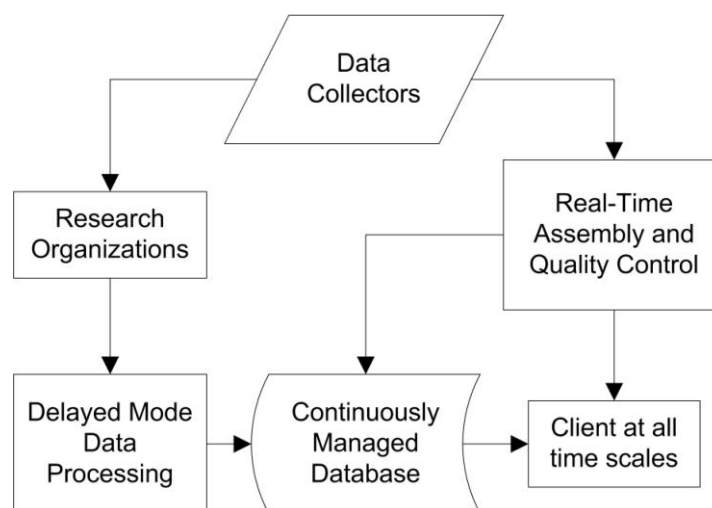 Data
Collectors
Research
Organizations
Real-Time
Assembly and
Quality Control
Delayed Mode
Data
Processing
Continuously
Managed
Database
Client at all
time scales